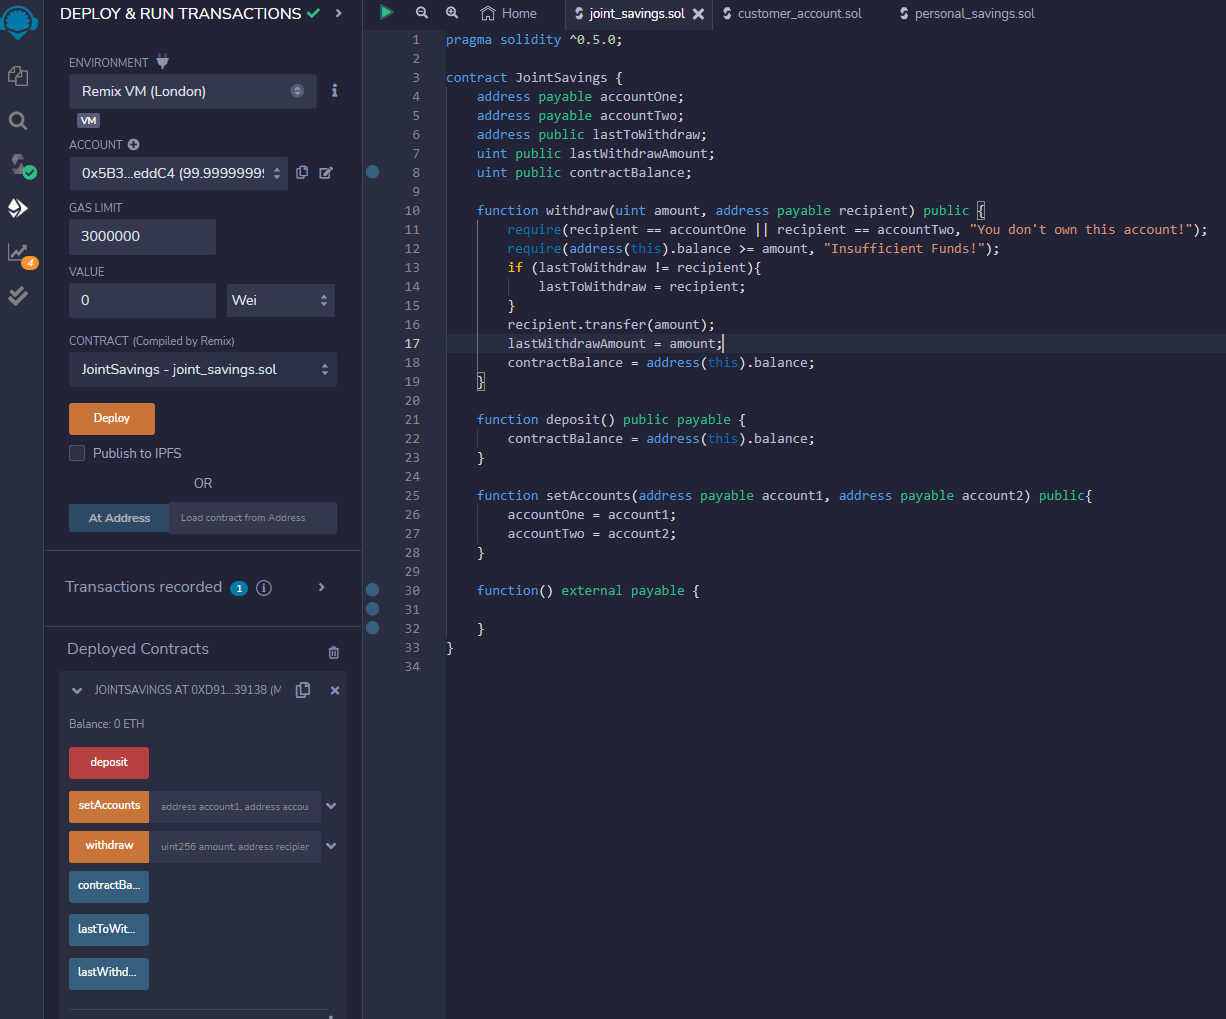 DEPLOY & RUN TRANSACTIONS
ENVIRONMENT
Remix VM (London)
VM
ACCOUNT
0x5B3...eddC4 (99.9999999
GAS LIMIT
3000000
VALUE
0
Wei
CONTRACT (Compiled by Remix)
JointSavings - joint_savings.sol
Deploy
Publish to IPFS
OR
At Address
Load contract from Address
Transactions recorded 1 i
Deployed Contracts
JOINTSAVINGS AT 0XD91...39138 (M
Balance: 0 ETH
deposit
setAccounts
address account1, address accou
withdraw
uint256 amount, address recipier
contractBa...
lastToWit...
lastWithd...
4
Home
joint_savings.sol
customer_account.sol
personal_savings.sol
1 pragma solidity ^0.5.0;
2
3 contract JointSavings {
4 address payable accountOne;
5 address payable accountTwo;
6 address public lastToWithdraw;
7 uint public lastWithdrawAmount;
8 uint public contractBalance;
9
10 function withdraw(uint amount, address payable recipient) public {
11 require(recipient == accountOne || recipient == accountTwo, "You don't own this account!");
12 require(address(this).balance >= amount, "Insufficient Funds!");
13 if (lastToWithdraw != recipient){
14 lastToWithdraw = recipient;
15 }
16 recipient.transfer(amount);
17 lastWithdrawAmount = amount;
18 contractBalance = address(this).balance;
19 }
20
21 function deposit() public payable {
22 contractBalance = address(this).balance;
23 }
24
25 function setAccounts(address payable account1, address payable account2) public{
26 accountOne = account1;
27 accountTwo = account2;
28 }
29
30 function() external payable {
31
32 }
33 }
34